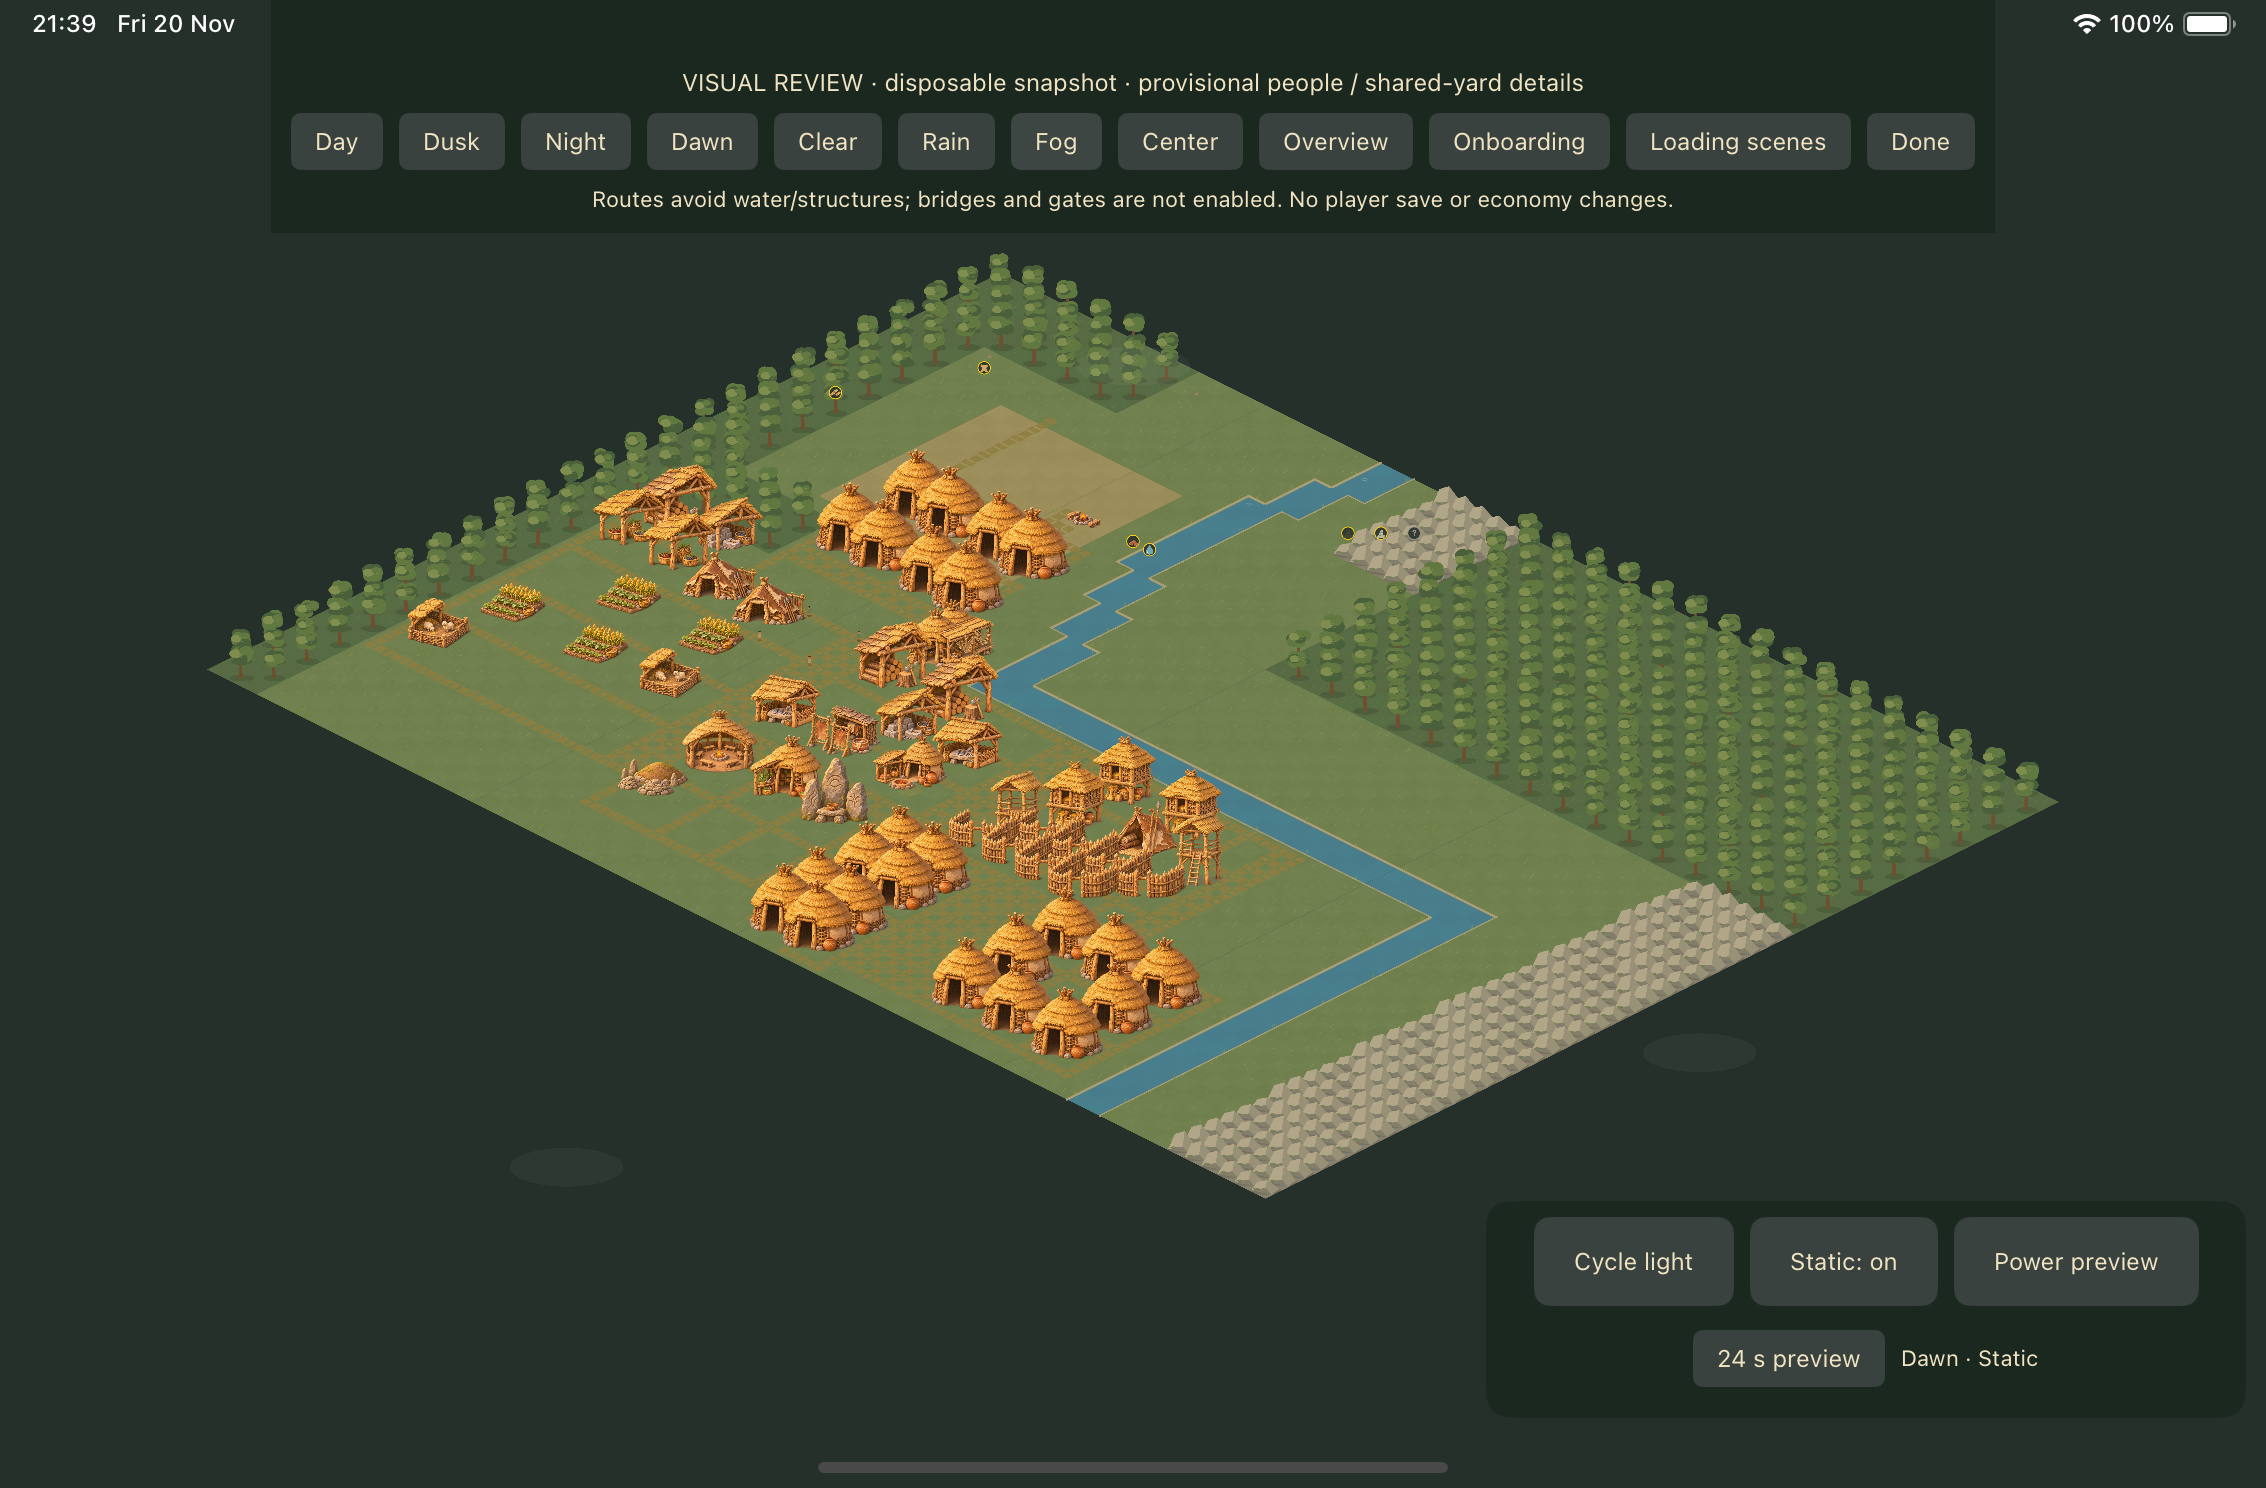 21:39 Fri 20 Nov 100%
VISUAL REVIEW · disposable snapshot · provisional people / shared-yard details
Day Dusk Night Dawn Clear Rain Fog Center Overview Onboarding Loading scenes Done
Routes avoid water/structures; bridges and gates are not enabled. No player save or economy changes.
Cycle light Static: on Power preview
24 s preview Dawn · Static